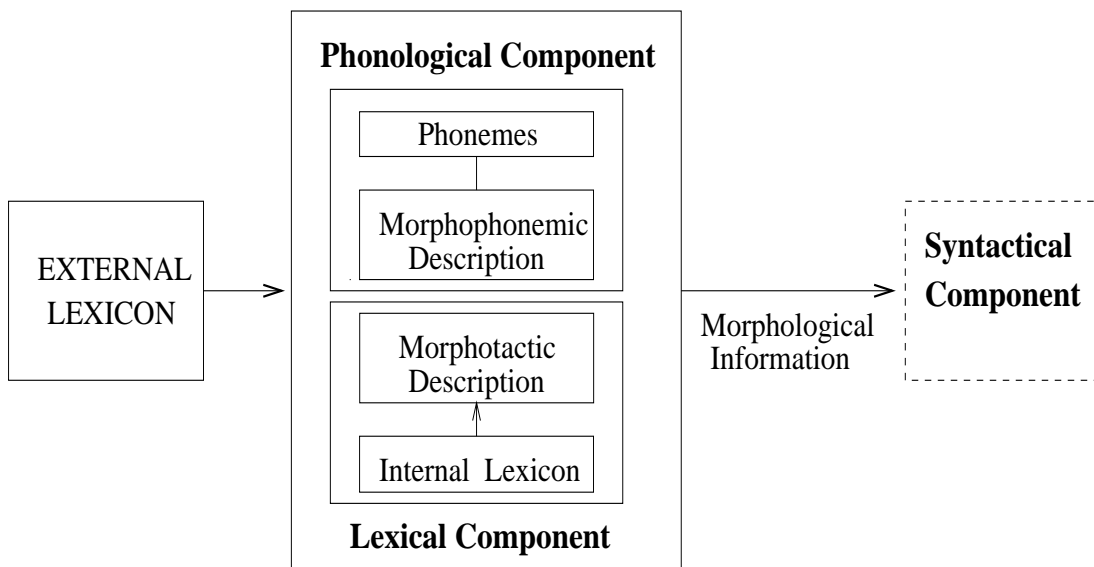 Phonological Component
Phonemes
Morphophonemic
Description
EXTERNAL
LEXICON
Morphotactic
Description
Internal Lexicon
Lexical Component
Morphological
Information
Syntactical
Component